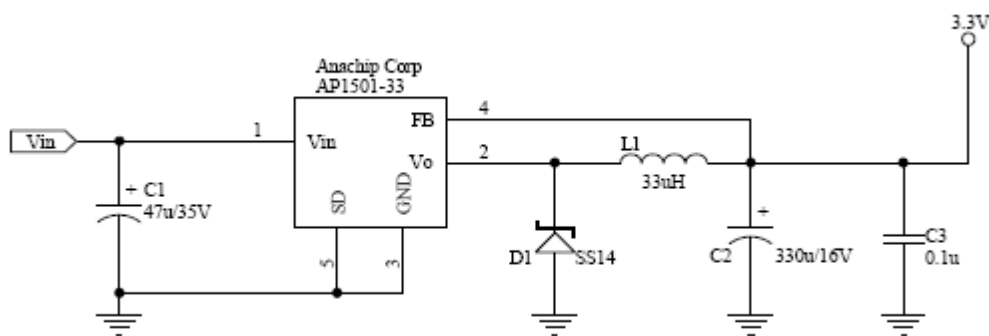 3.3V
Anachip Corp
AP1501-33
4
FB
L1
1
Vin
Vin
2
Vo
33uH
+
C1
47u/35V
SD
GND
+
5
3
D1
SS14
C2
330u/16V
C3
0.1u